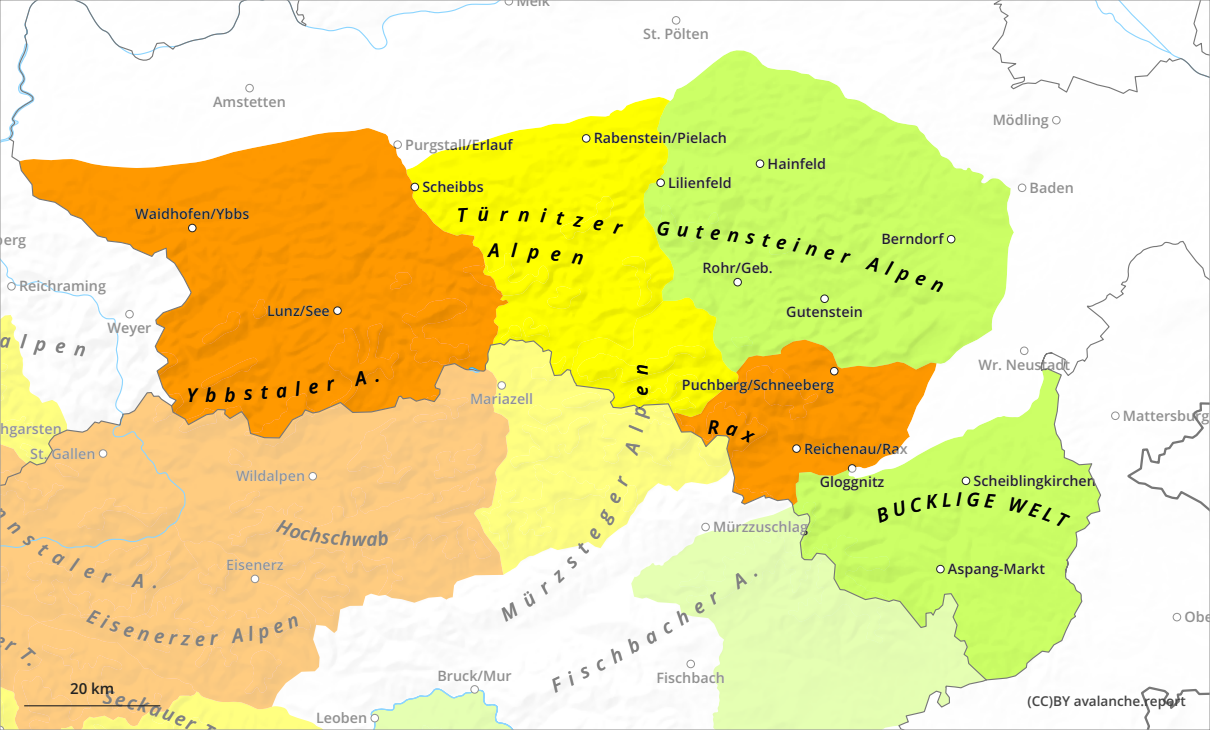 Melk
St. Pölten
Amstetten
Mödling
Purgstall/Erlauf
Rabenstein/Pielach
Hainfeld
Scheibbs
Lilienfeld
Baden
Waidhofen/Ybbs
Türnitzer
Alpen
Gutensteiner Alpen
Berndorf
berg
Rohr/Geb.
Reichraming
Gutenstein
Lunz/See
Weyer
alpen
Wr. Neustadt
Ybbstaler A.
Puchberg/Schneeberg
Mariazell
Mattersburg
hgarsten
Rax
St. Gallen
Reichenau/Rax
Wildalpen
Gloggnitz
Scheiblingkirchen
BUCKLIGE WELT
Mürzsteger Alpen
Hochschwab
Mürzzuschlag
nnstaler A.
Eisenerz
Aspang-Markt
Eisenerzer Alpen
Fischbacher A.
Obe
er T.
Bruck/Mur
Fischbach
20 km
Seckauer T
Leoben
(CC)BY avalanche.report